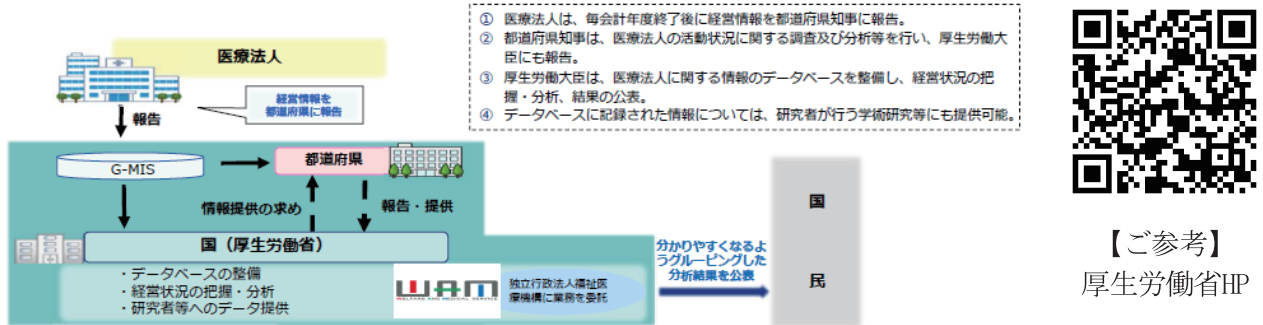 ① 医療法人は、毎会計年度終了後に経営情報を都道府県知事に報告。
② 都道府県知事は、医療法人の活動状況に関する調査及び分析等を行い、厚生労働大
臣にも報告。
③ 厚生労働大臣は、医療法人に関する情報のデータベースを整備し、経営状況の把
握・分析、結果の公表。
④ データベースに記録された情報については、研究者が行う学術研究等にも提供可能。
医療法人
経営情報を
都道府県に報告
報告
G-MIS
都道府県
情報提供の求め
報告・提供
国（厚生労働省）
・データベースの整備
・経営状況の把握・分析
・研究者等へのデータ提供
WAM
WELFARE AND MEDICAL SERVICE
独立行政法人福祉医
療機構に業務を委託
分かりやすくなるよ
うグルーピングした
分析結果を公表
国
民
【ご参考】
厚生労働省HP